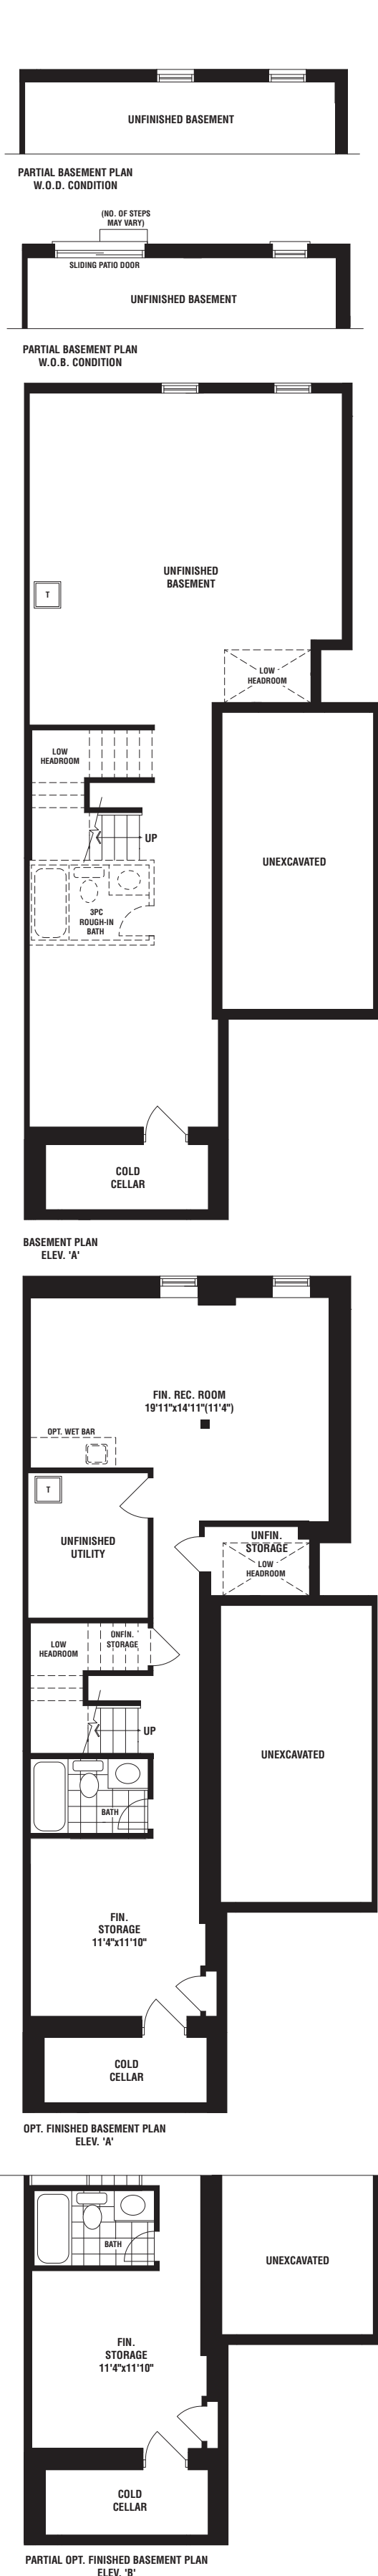 UNFINISHED BASEMENT
PARTIAL BASEMENT PLAN
W.O.D. CONDITION
(NO. OF STEPS
MAY VARY)
SLIDING PATIO DOOR
UNFINISHED BASEMENT
PARTIAL BASEMENT PLAN
W.O.B. CONDITION
UNFINISHED
BASEMENT
T
LOW
HEADROOM
LOW
HEADROOM
UP
UNEXCAVATED
3PC
ROUGH-IN
BATH
COLD
CELLAR
BASEMENT PLAN
ELEV. 'A'
FIN. REC. ROOM
19'11"x14'11"(11'4")
OPT. WET BAR
T
UNFINISHED
UTILITY
UNFIN.
STORAGE
LOW
HEADROOM
UNFIN.
STORAGE
LOW
HEADROOM
UP
UNEXCAVATED
BATH
FIN.
STORAGE
11'4"x11'10"
COLD
CELLAR
OPT. FINISHED BASEMENT PLAN
ELEV. 'A'
BATH
UNEXCAVATED
FIN.
STORAGE
11'4"x11'10"
COLD
CELLAR
PARTIAL OPT. FINISHED BASEMENT PLAN
ELEV. 'B'